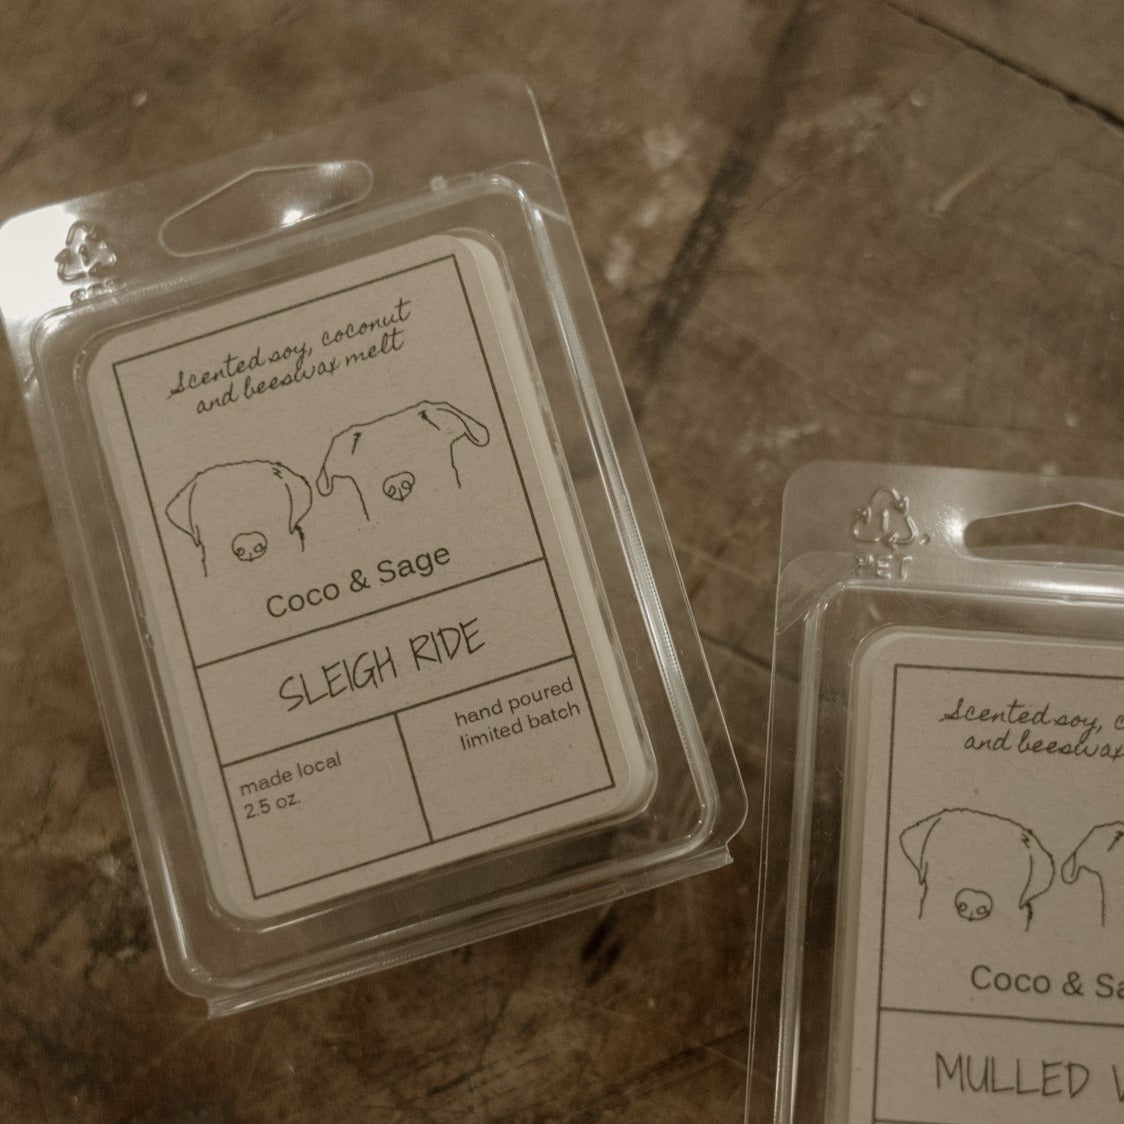 Scented soy, coconut
and beeswax melt
Coco & Sage
SLEIGH RIDE
hand poured
limited batch
made local
2.5 oz.
PET
Scented soy,
and beeswax
Coco &
MULLED